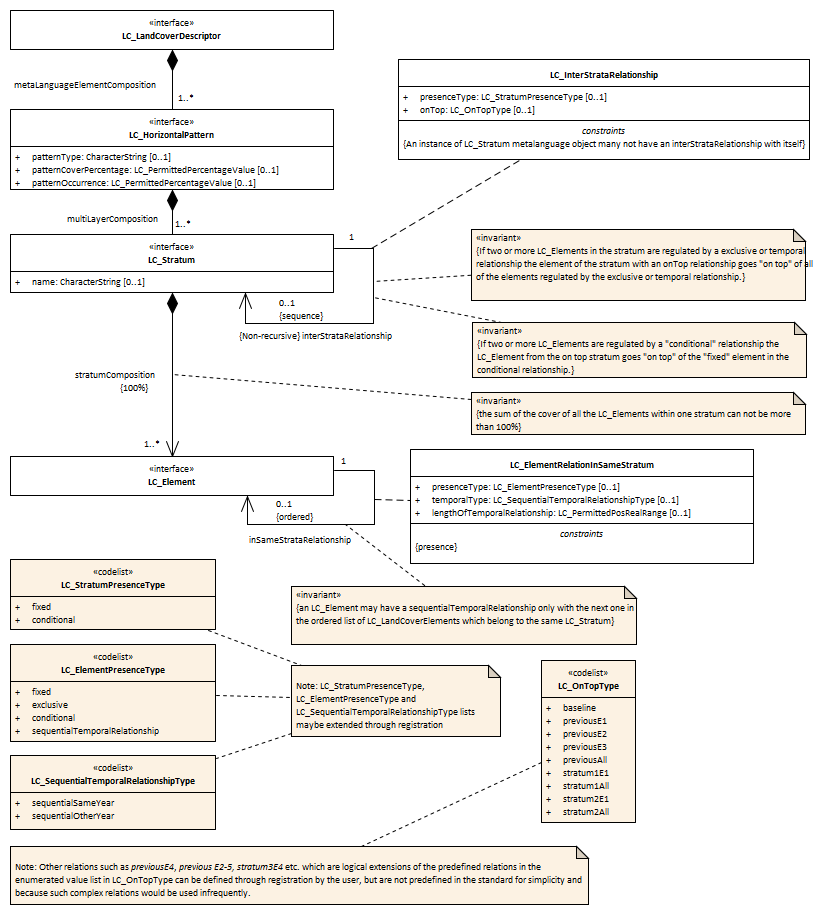 «interface»
LC_LandCoverDescriptor
metaLanguageElementComposition
1..*
«interface»
LC_HorizontalPattern
+ patternType: CharacterString [0..1]
+ patternCoverPercentage: LC_PermittedPercentageValue [0..1]
+ patternOccurrence: LC_PermittedPercentageValue [0..1]
multiLayerComposition
1..*
LC_InterStrataRelationship
+ presenceType: LC_StratumPresenceType [0..1]
+ onTop: LC_OnTopType [0..1]
constraints
{An instance of LC_Stratum metalanguage object many not have an interStrataRelationship with itself}
«interface»
LC_Stratum
+ name: CharacterString [0..1]
1
0..1
{sequence}
{Non-recursive} interStrataRelationship
«invariant»
{If two or more LC_Elements in the stratum are regulated by a exclusive or temporal
relationship the element of the stratum with an onTop relationship goes "on top" of all
of the elements regulated by the exclusive or temporal relationship.}
«invariant»
{If two or more LC_Elements are regulated by a "conditional" relationship the
LC_Element from the on top stratum goes "on top" of the "fixed" element in the
conditional relationship.}
stratumComposition
{100%}
1..*
«invariant»
{the sum of the cover of all the LC_Elements within one stratum can not be more
than 100%}
«interface»
LC_Element
1
0..1
{ordered}
inSameStrataRelationship
LC_ElementRelationInSameStratum
+ presenceType: LC_ElementPresenceType [0..1]
+ temporalType: LC_SequentialTemporalRelationshipType [0..1]
+ lengthOfTemporalRelationship: LC_PermittedPosRealRange [0..1]
constraints
{presence}
«codelist»
LC_StratumPresenceType
+ fixed
+ conditional
«invariant»
{an LC_Element may have a sequentialTemporalRelationship only with the next one in
the ordered list of LC_LandCoverElements which belong to the same LC_Stratum}
«codelist»
LC_ElementPresenceType
+ fixed
+ exclusive
+ conditional
+ sequentialTemporalRelationship
Note: LC_StratumPresenceType,
LC_ElementPresenceType and
LC_SequentialTemporalRelationshipType lists
maybe extended through registration
«codelist»
LC_OnTopType
+ baseline
+ previousE1
+ previousE2
+ previousE3
+ previousAll
+ stratum1E1
+ stratum1All
+ stratum2E1
+ stratum2All
«codelist»
LC_SequentialTemporalRelationshipType
+ sequentialSameYear
+ sequentialOtherYear
Note: Other relations such as previousE4, previous E2-5, stratum3E4 etc. which are logical extensions of the predefined relations in the
enumerated value list in LC_OnTopType can be defined through registration by the user, but are not predefined in the standard for simplicity and
because such complex relations would be used infrequently.